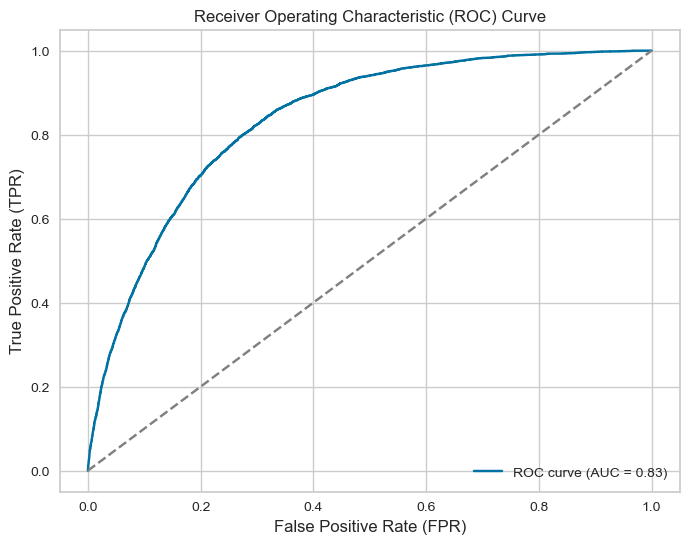 Receiver Operating Characteristic (ROC) Curve
True Positive Rate (TPR)
1.0
0.8
0.6
0.4
0.2
0.0
ROC curve (AUC = 0.83)
0.0 0.2 0.4 0.6 0.8 1.0
False Positive Rate (FPR)